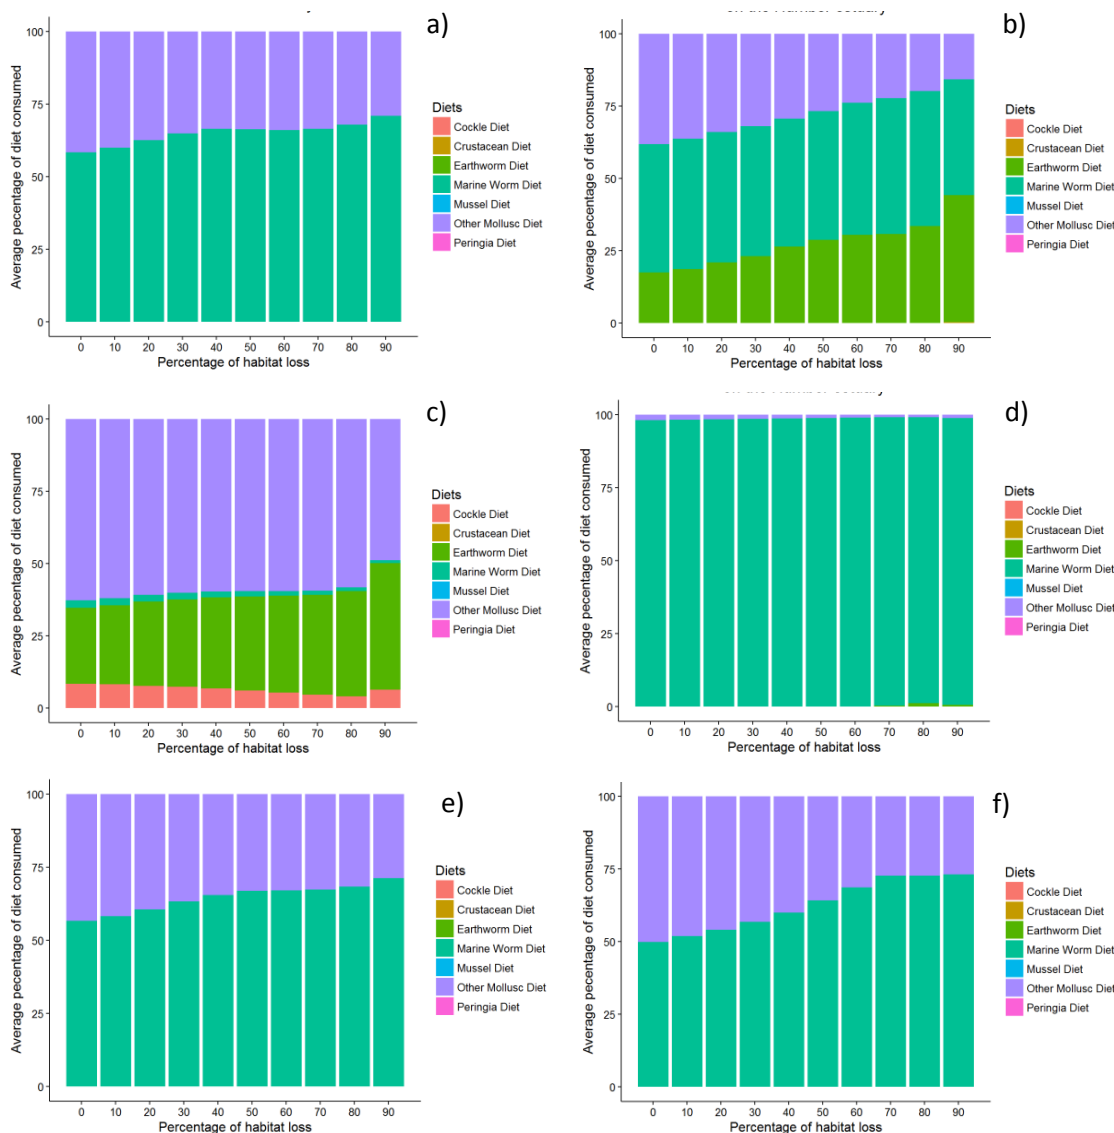 a)
100
75
50
25
0
Average pecentage of diet consumed
0 10 20 30 40 50 60 70 80 90
Percentage of habitat loss
Diets
Cockle Diet
Crustacean Diet
Earthworm Diet
Marine Worm Diet
Mussel Diet
Other Mollusc Diet
Peringia Diet
b)
100
75
50
25
0
Average pecentage of diet consumed
0 10 20 30 40 50 60 70 80 90
Percentage of habitat loss
Diets
Cockle Diet
Crustacean Diet
Earthworm Diet
Marine Worm Diet
Mussel Diet
Other Mollusc Diet
Peringia Diet
c)
100
75
50
25
0
Average pecentage of diet consumed
0 10 20 30 40 50 60 70 80 90
Percentage of habitat loss
Diets
Cockle Diet
Crustacean Diet
Earthworm Diet
Marine Worm Diet
Mussel Diet
Other Mollusc Diet
Peringia Diet
d)
100
75
50
25
0
Average pecentage of diet consumed
0 10 20 30 40 50 60 70 80 90
Percentage of habitat loss
Diets
Cockle Diet
Crustacean Diet
Earthworm Diet
Marine Worm Diet
Mussel Diet
Other Mollusc Diet
Peringia Diet
e)
100
75
50
25
0
Average pecentage of diet consumed
0 10 20 30 40 50 60 70 80 90
Percentage of habitat loss
Diets
Cockle Diet
Crustacean Diet
Earthworm Diet
Marine Worm Diet
Mussel Diet
Other Mollusc Diet
Peringia Diet
f)
100
75
50
25
0
Average pecentage of diet consumed
0 10 20 30 40 50 60 70 80 90
Percentage of habitat loss
Diets
Cockle Diet
Crustacean Diet
Earthworm Diet
Marine Worm Diet
Mussel Diet
Other Mollusc Diet
Peringia Diet